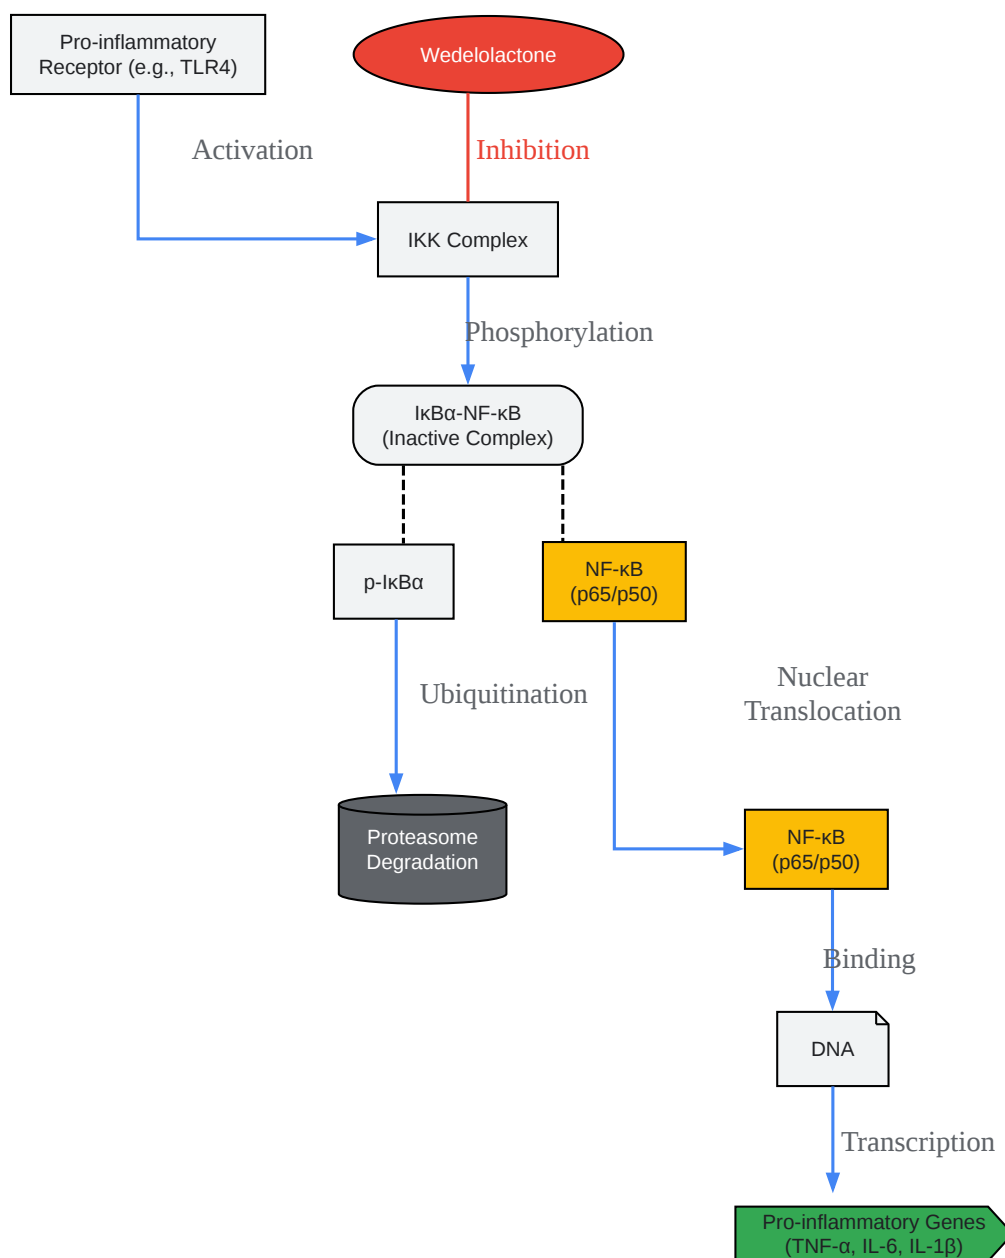 Pro-inflammatory
Receptor (e.g., TLR4)
Wedelolactone
Activation
Inhibition
IKK Complex
Phosphorylation
IκBα-NF-κB
(Inactive Complex)
p-IκBα
NF-κB
(p65/p50)
Ubiquitination
Nuclear
Translocation
Proteasome
Degradation
NF-κB
(p65/p50)
Binding
DNA
Transcription
Pro-inflammatory Genes
(TNF-α, IL-6, IL-1β)